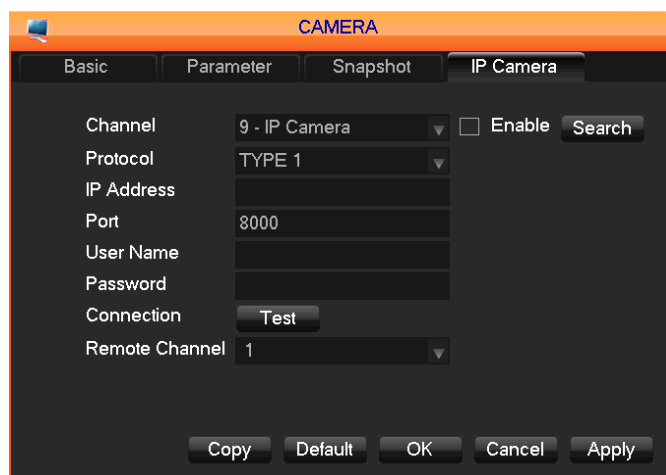 CAMERA
Basic Parameter Snapshot IP Camera
Channel 9 - IP Camera Enable Search
Protocol TYPE 1
IP Address
Port 8000
User Name
Password
Connection Test
Remote Channel 1
Copy Default OK Cancel Apply